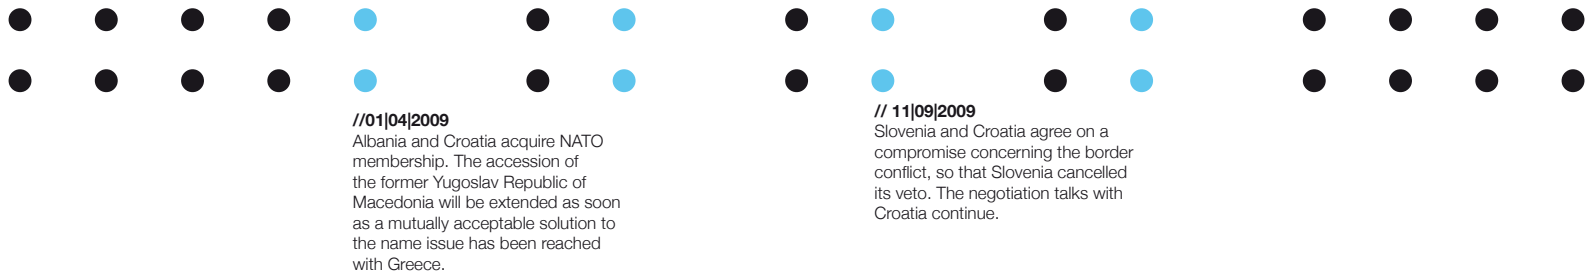 //01|04|2009
Albania and Croatia acquire NATO
membership. The accession of
the former Yugoslav Republic of
Macedonia will be extended as soon
as a mutually acceptable solution to
the name issue has been reached
with Greece.
// 11|09|2009
Slovenia and Croatia agree on a
compromise concerning the border
conflict, so that Slovenia cancelled
its veto. The negotiation talks with
Croatia continue.